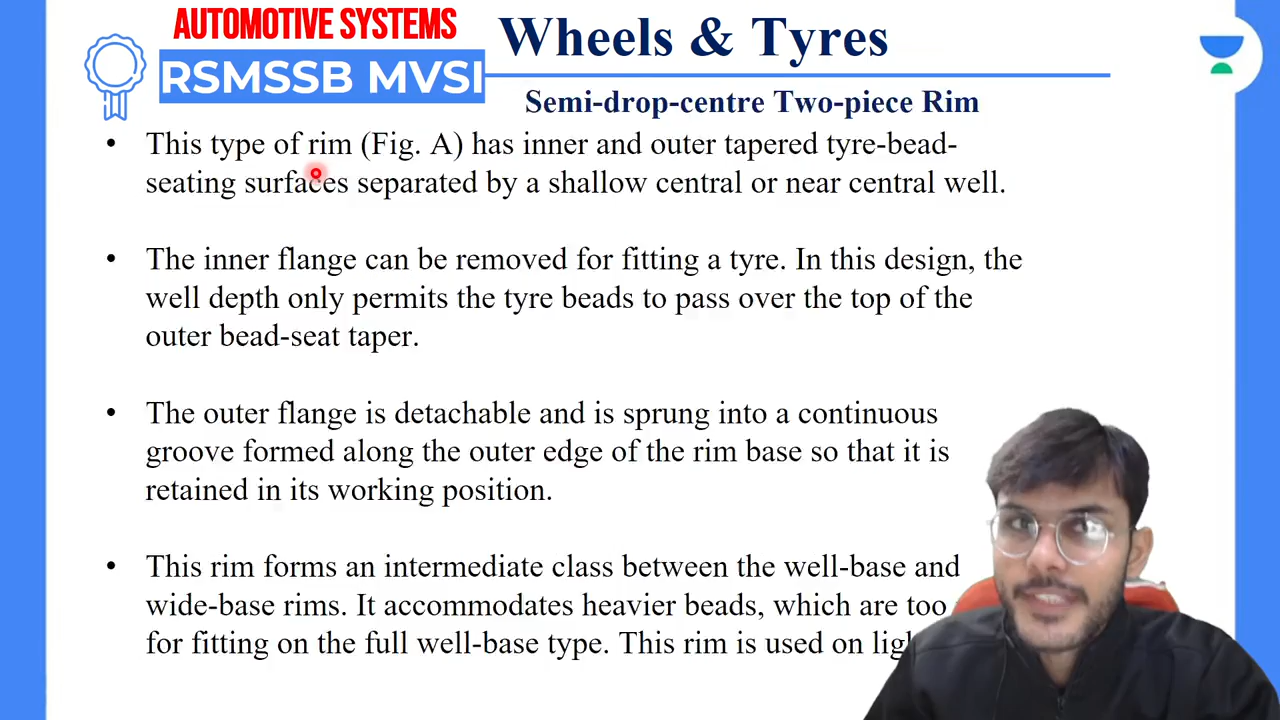 AUTOMOTIVE SYSTEMS
RSMSSB MVSI
Wheels & Tyres
Semi-drop-centre Two-piece Rim
• This type of rim (Fig. A) has inner and outer tapered tyre-bead-
seating surfaces separated by a shallow central or near central well.
• The inner flange can be removed for fitting a tyre. In this design, the
well depth only permits the tyre beads to pass over the top of the
outer bead-seat taper.
• The outer flange is detachable and is sprung into a continuous
groove formed along the outer edge of the rim base so that it is
retained in its working position.
• This rim forms an intermediate class between the well-base and
wide-base rims. It accommodates heavier beads, which are too
for fitting on the full well-base type. This rim is used on